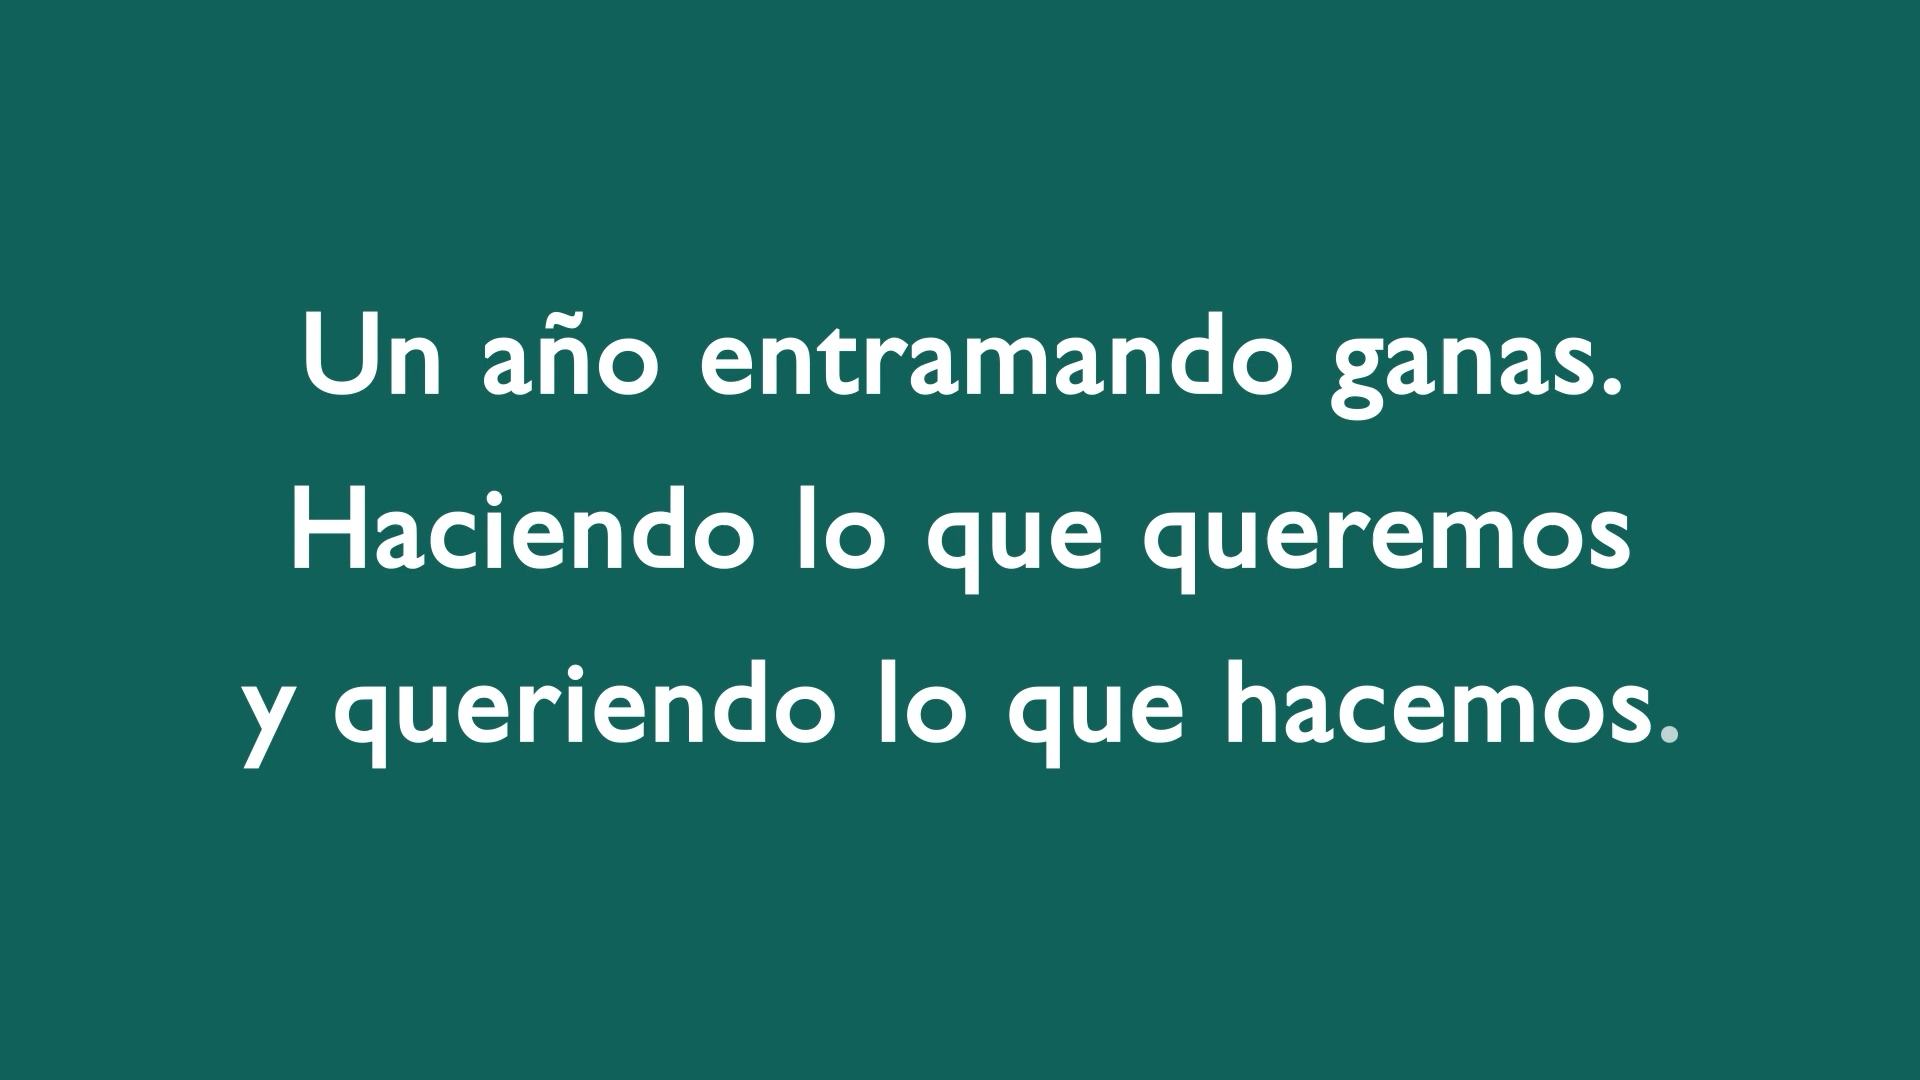 Un año entramando ganas.
Haciendo lo que queremos
y queriendo lo que hacemos.